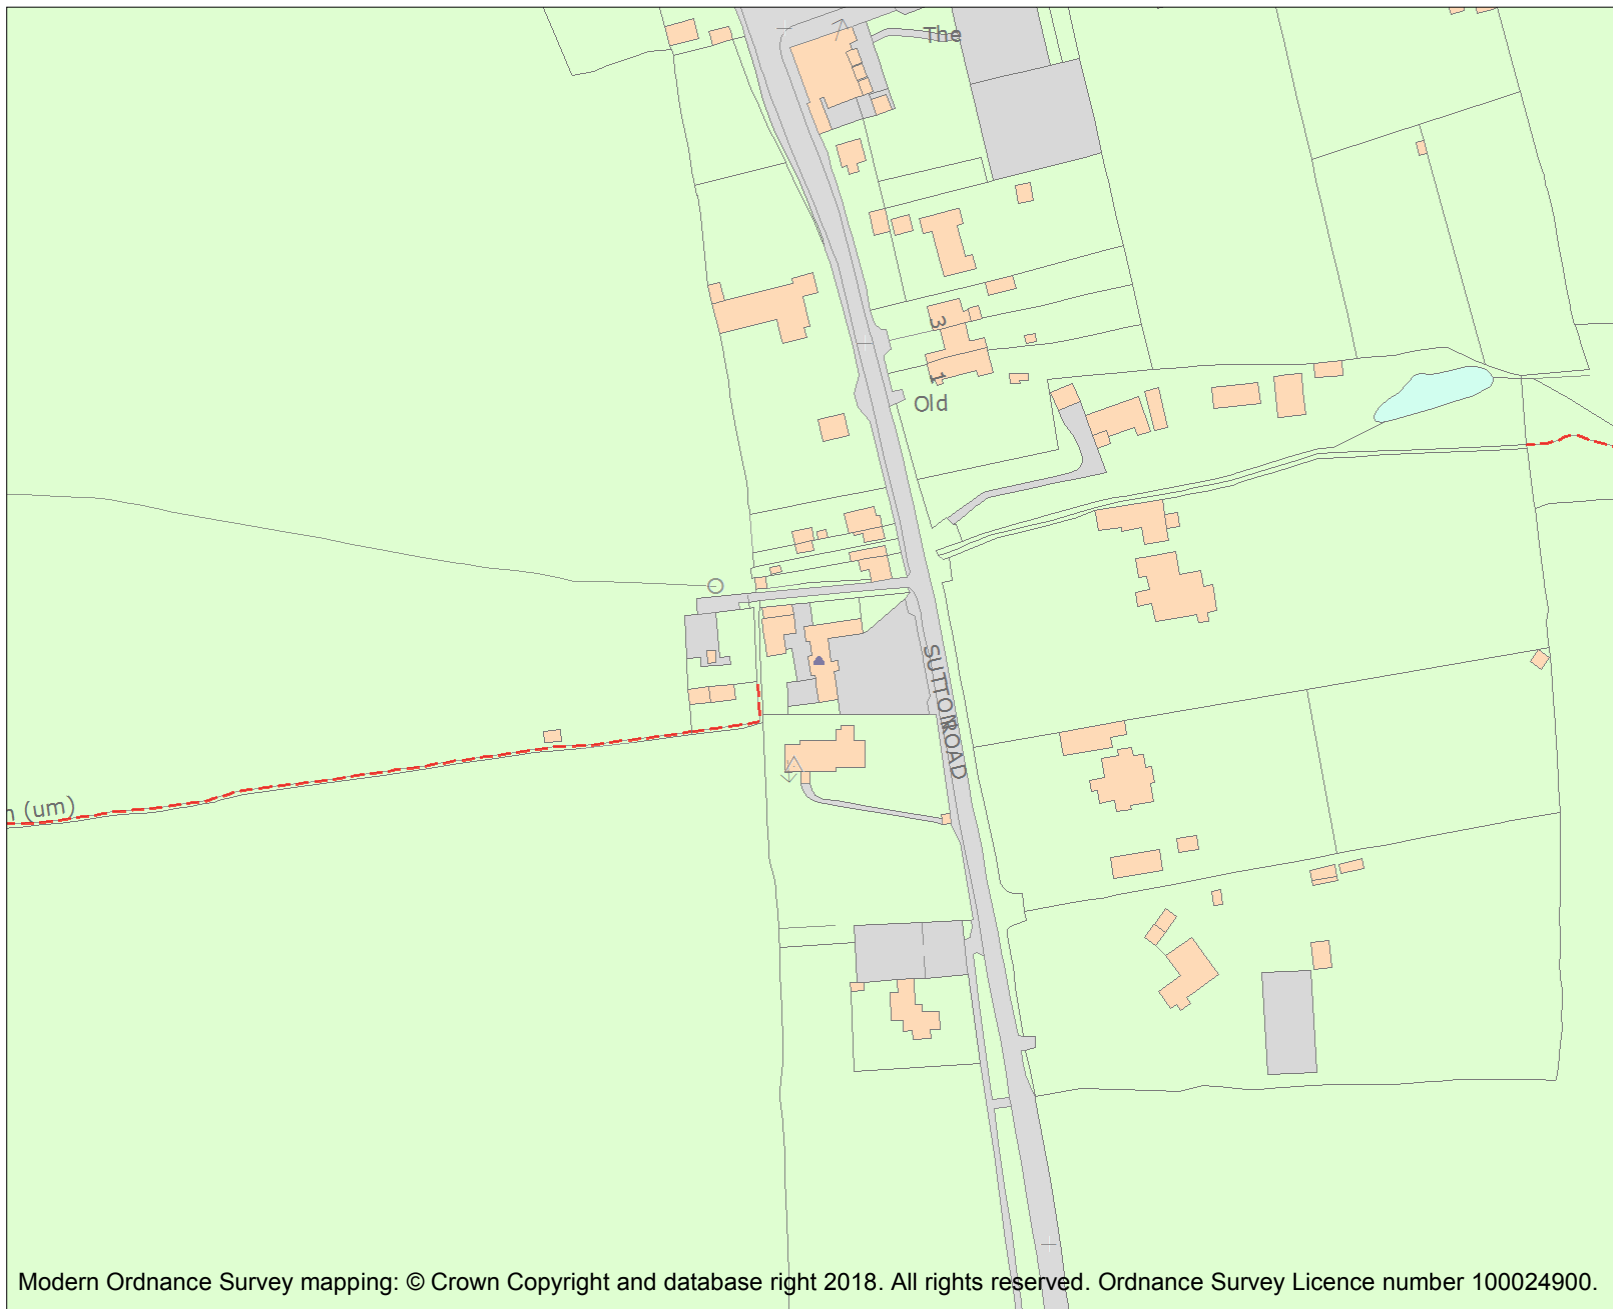 The
3
1
Old
SUTTON ROAD
(um)
Modern Ordnance Survey mapping: © Crown Copyright and database right 2018. All rights reserved. Ordnance Survey Licence number 100024900.